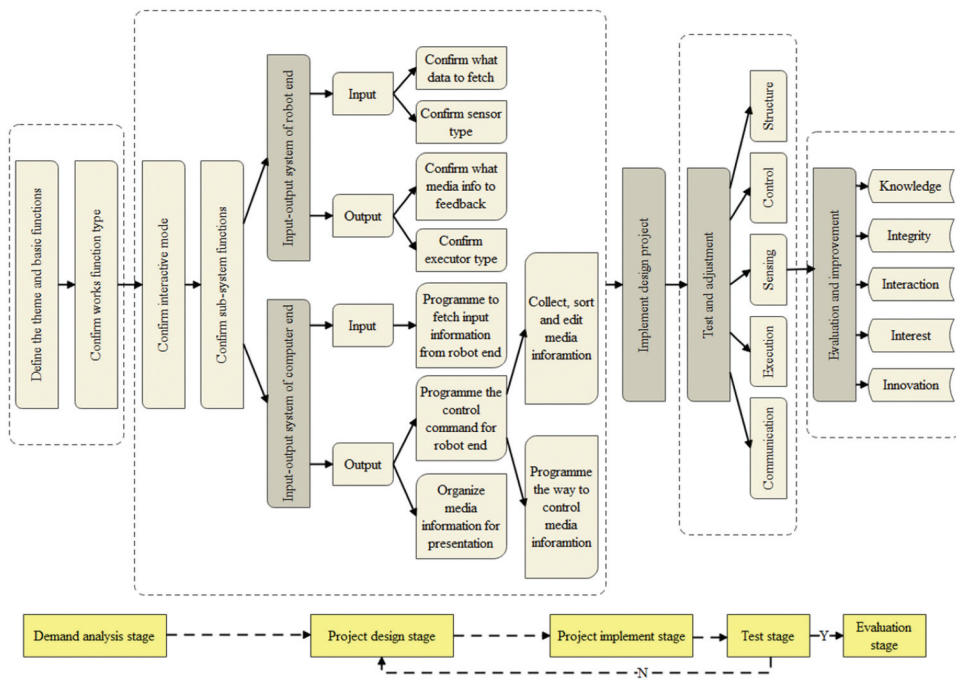 Define the theme and basic functions
Confirm works function type
Confirm interactive mode
Confirm sub-system functions
Input-output system of robot end
Input
Confirm what
data to fetch
Confirm sensor
type
Output
Confirm what
media info to
feedback
Confirm
executor type
Input-output system of computer end
Input
Programme to
fetch input
information
from robot end
Output
Programme the
control
command for
robot end
Organize
media
information for
presentation
Collect, sort
and edit
media
inforamtion
Programme
the way to
control
media
inforamtion
Implement design project
Test and adjustment
Structure
Control
Sensing
Execution
Communication
Evaluation and improvement
Knowledge
Integrity
Interaction
Interest
Innovation
Demand analysis stage
Project design stage
Project implement stage
Test stage
Y
Evaluation
stage
N